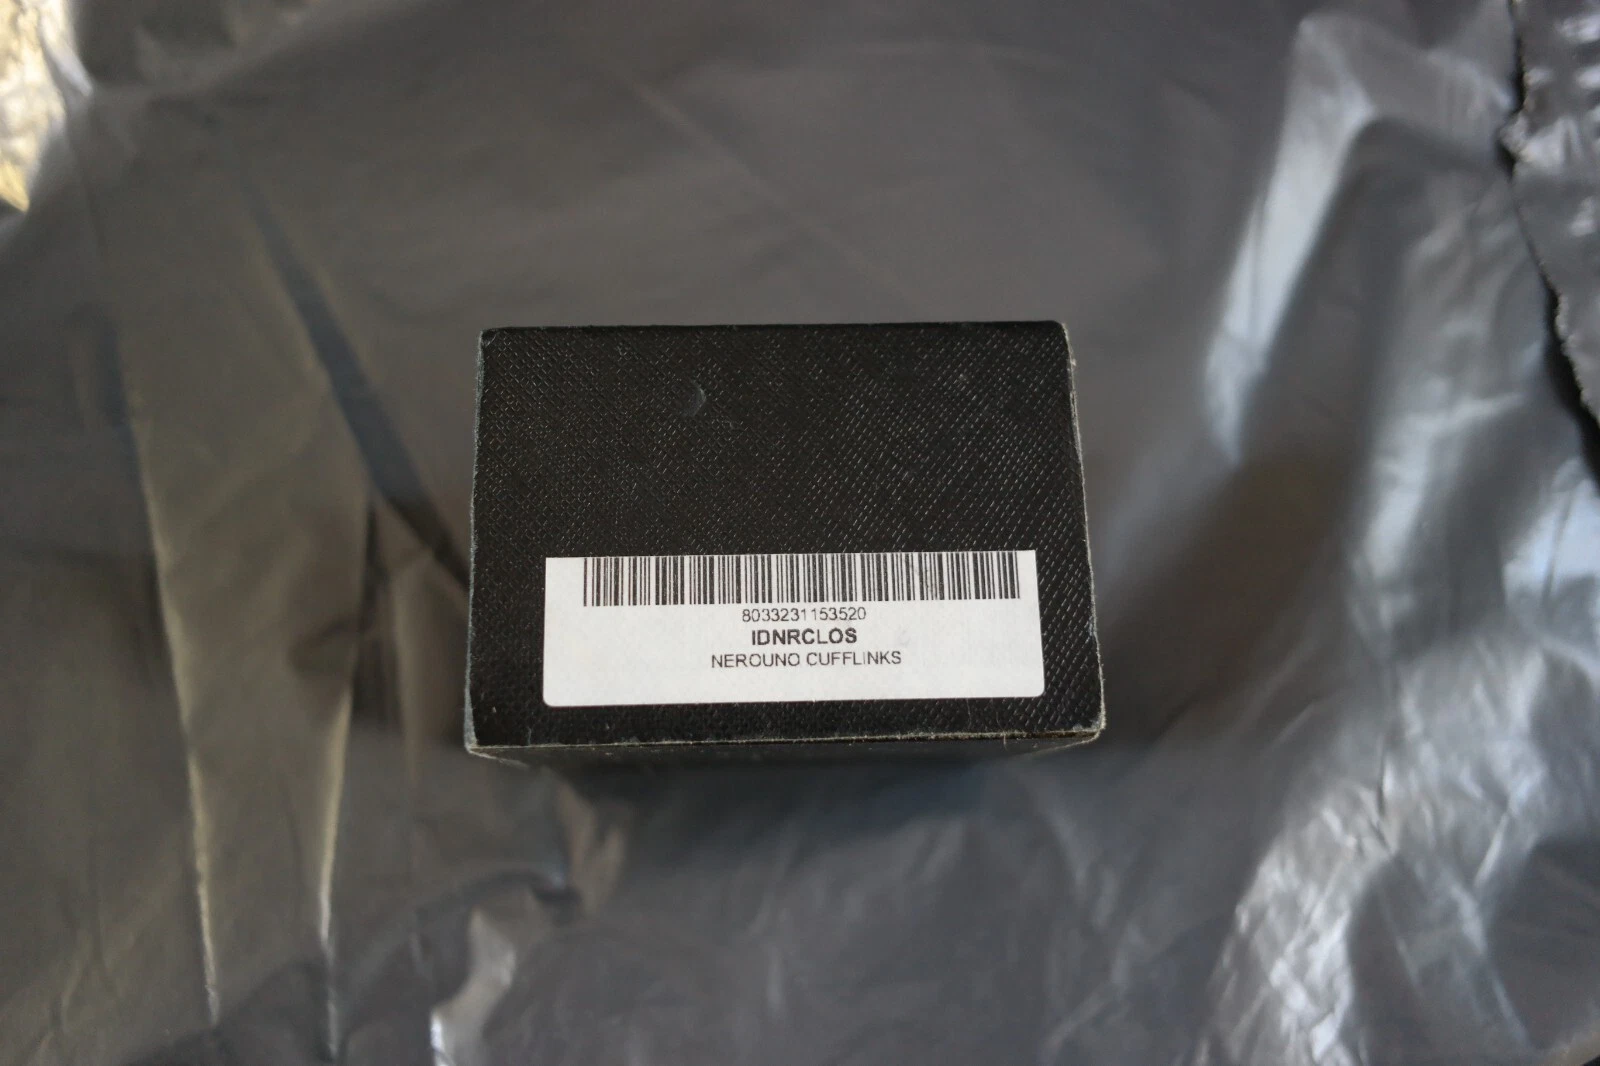 8033231153520
IDNRCLOS
NEROUNO CUFFLINKS